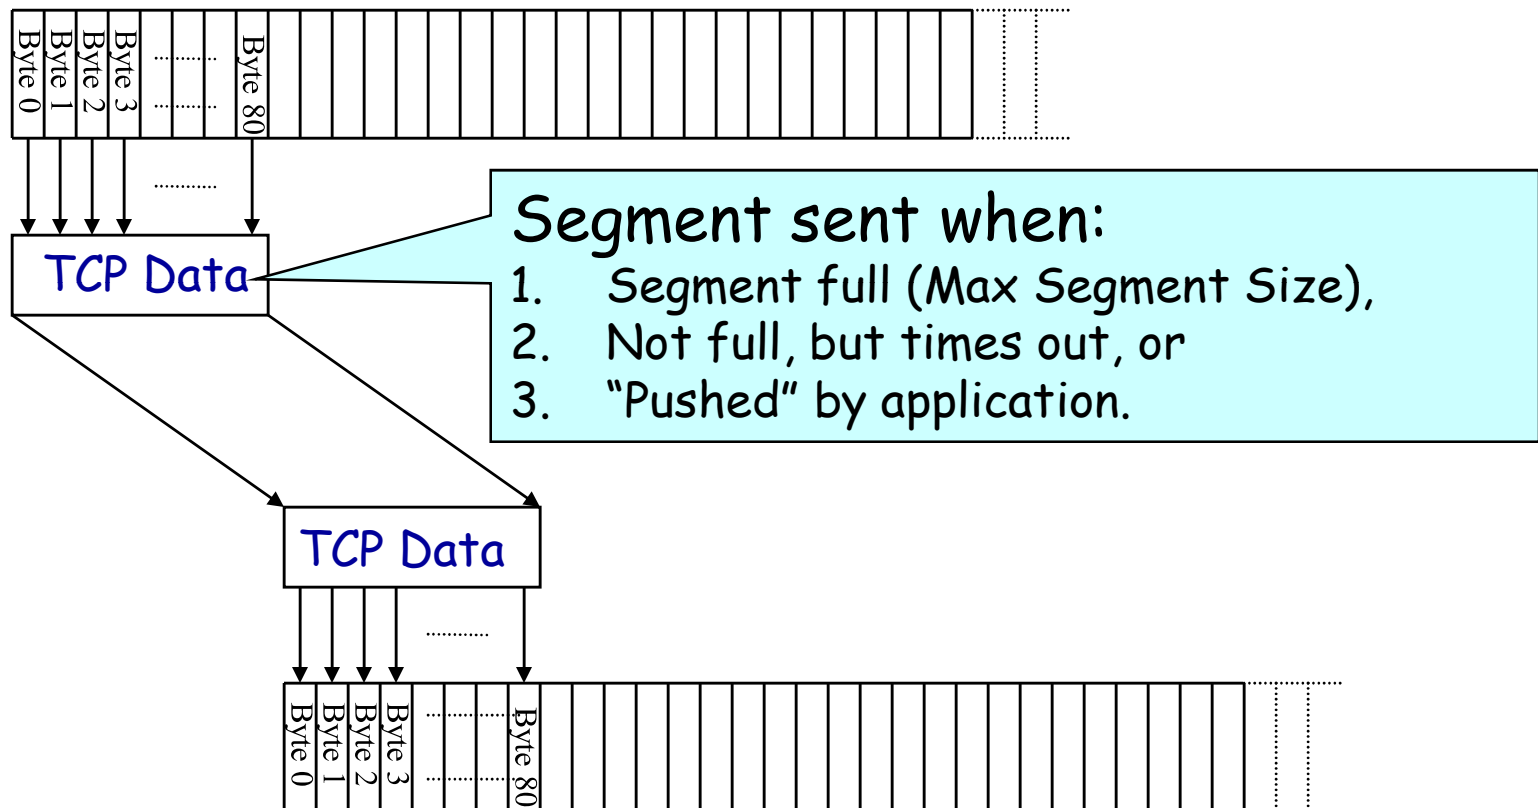 Byte 0
Byte 1
Byte 2
Byte 3
Byte 80
TCP Data
Segment sent when:
1. Segment full (Max Segment Size),
2. Not full, but times out, or
3. “Pushed” by application.
TCP Data
Byte 0
Byte 1
Byte 2
Byte 3
Byte 80